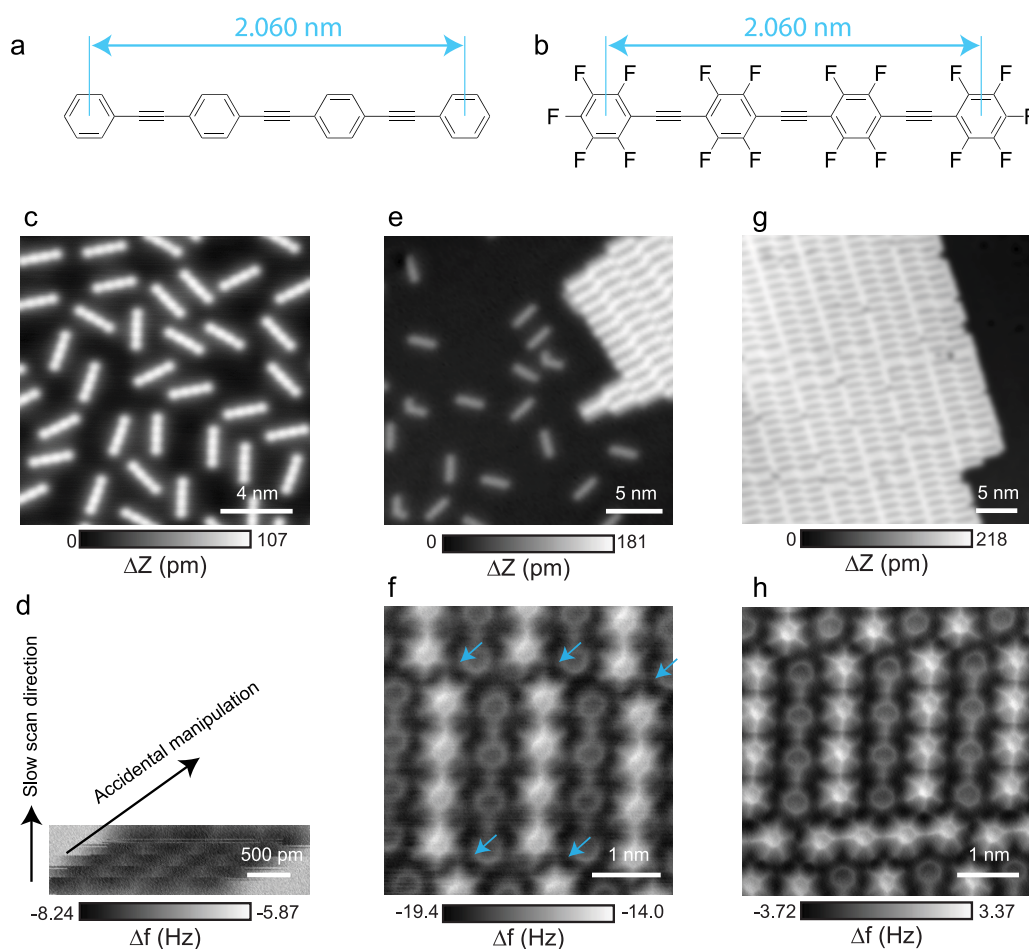 a
2.060 nm
b
2.060 nm
F F F F F F
F F
F F F F F F
c
4 nm
0 107
ΔZ (pm)
e
5 nm
0 181
ΔZ (pm)
g
5 nm
0 218
ΔZ (pm)
d
Slow scan direction
Accidental manipulation
500 pm
-8.24 -5.87
Δf (Hz)
f
1 nm
-19.4 -14.0
Δf (Hz)
h
1 nm
-3.72 3.37
Δf (Hz)